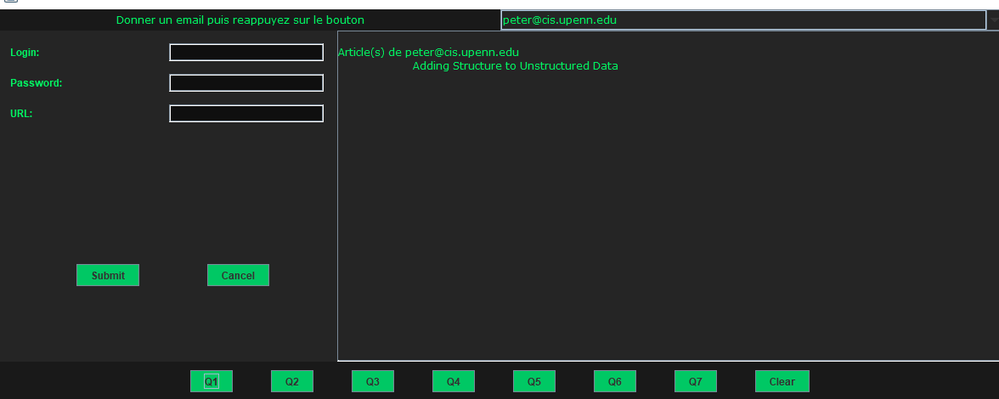 Donner un email puis reappuyez sur le bouton
peter@cis.upenn.edu
Login:
Password:
URL:
Submit
Cancel
Article(s) de peter@cis.upenn.edu
Adding Structure to Unstructured Data
Q1
Q2
Q3
Q4
Q5
Q6
Q7
Clear